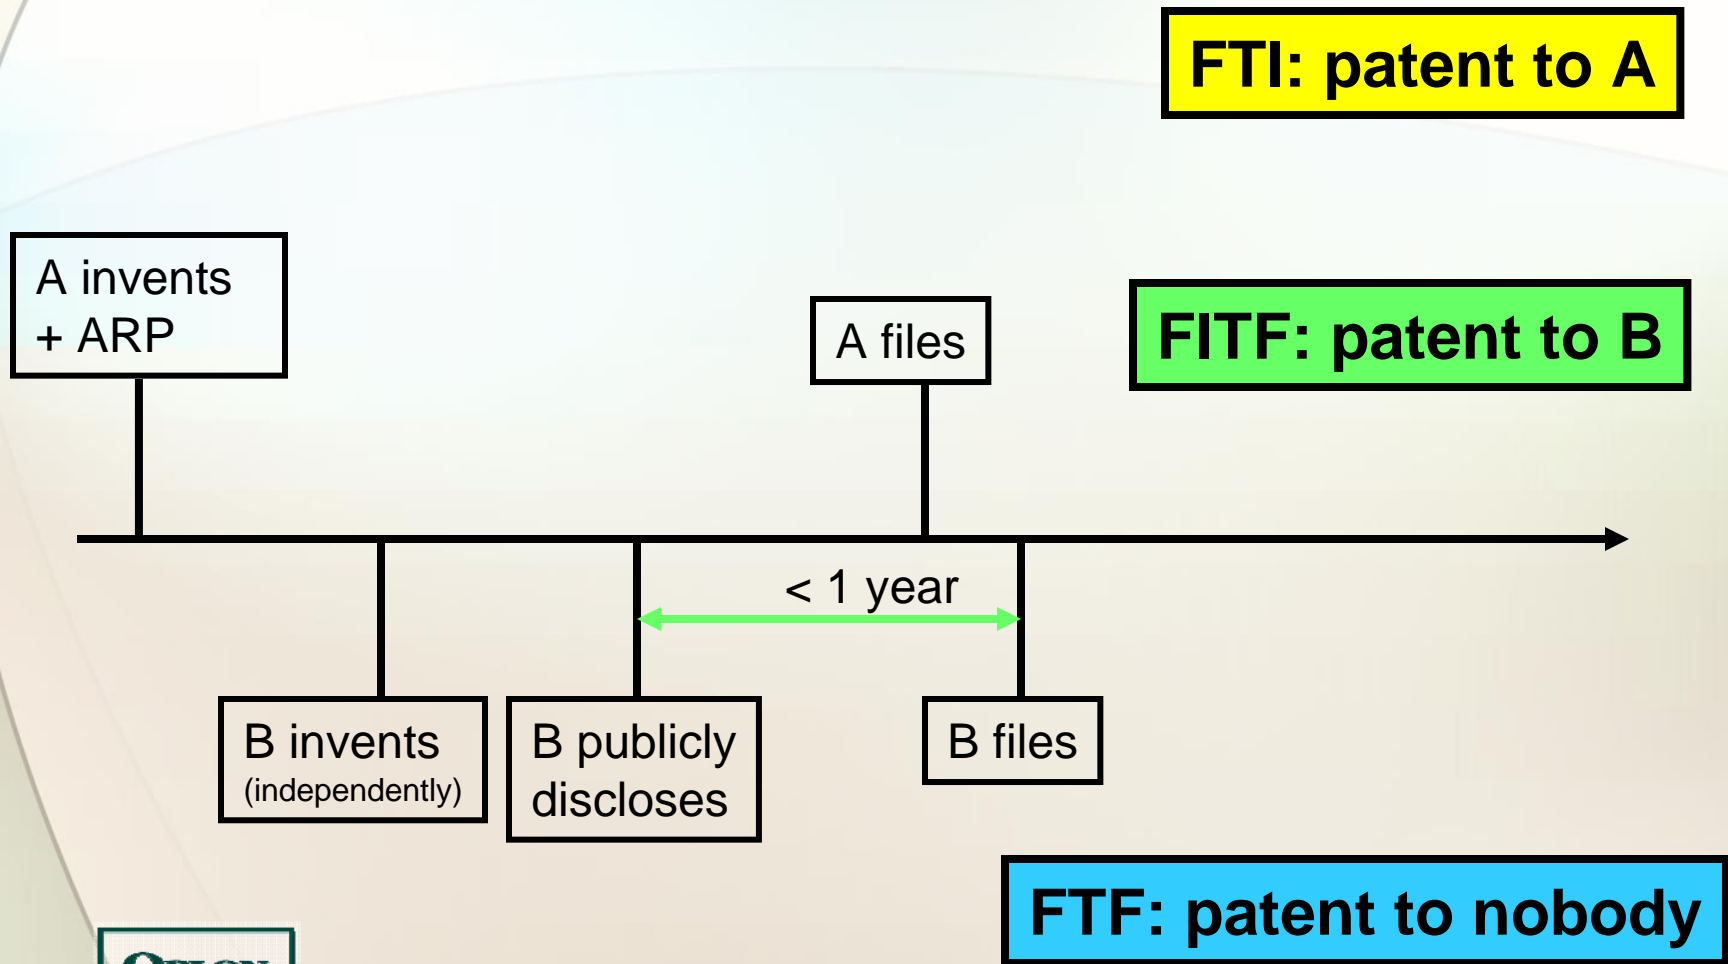 FTI: patent to A
A invents
+ ARP
A files
FITF: patent to B
< 1 year
B invents
(independently)
B publicly
discloses
B files
FTF: patent to nobody